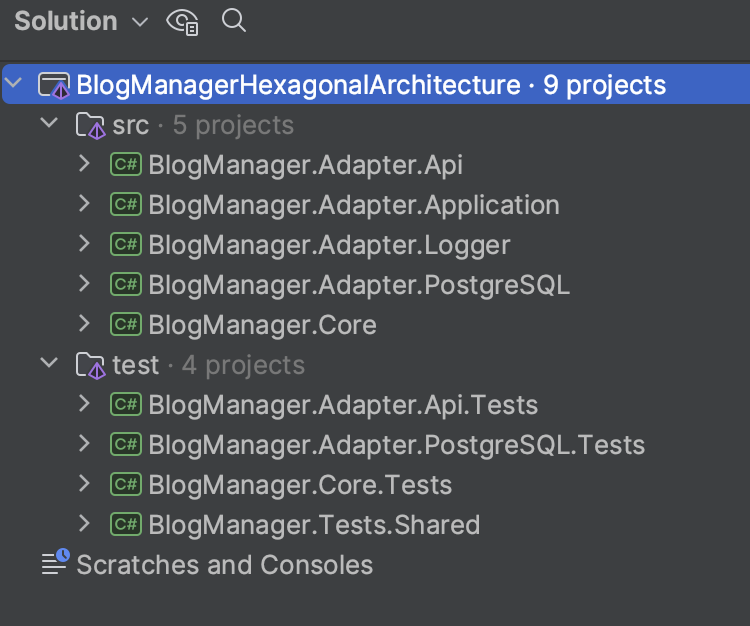 Solution
BlogManagerHexagonalArchitecture · 9 projects
src · 5 projects
C# BlogManager.Adapter.Api
C# BlogManager.Adapter.Application
C# BlogManager.Adapter.Logger
C# BlogManager.Adapter.PostgreSQL
C# BlogManager.Core
test · 4 projects
C# BlogManager.Adapter.Api.Tests
C# BlogManager.Adapter.PostgreSQL.Tests
C# BlogManager.Core.Tests
C# BlogManager.Tests.Shared
Scratches and Consoles